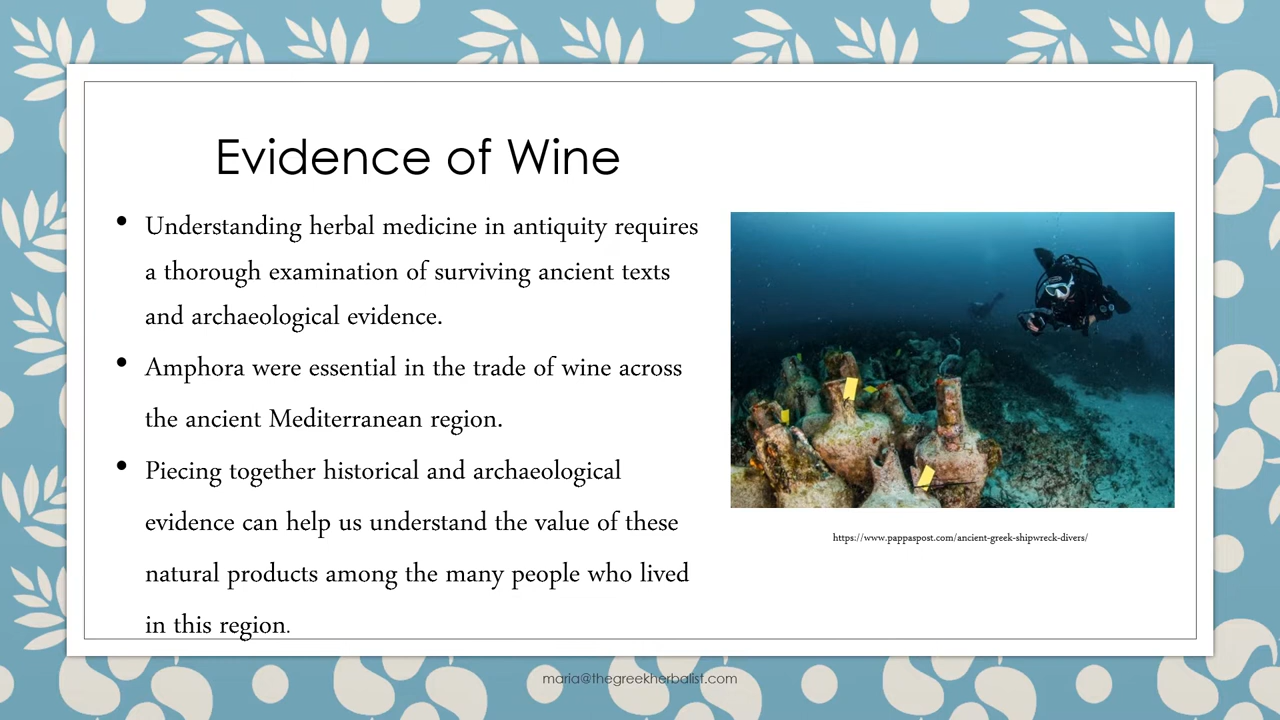 Evidence of Wine
• Understanding herbal medicine in antiquity requires
a thorough examination of surviving ancient texts
and archaeological evidence.
• Amphora were essential in the trade of wine across
the ancient Mediterranean region.
• Piecing together historical and archaeological
evidence can help us understand the value of these
natural products among the many people who lived
in this region.
https://www.pappaspost.com/ancient-greek-shipwreck-divers/
maria@thegreekherbalist.com